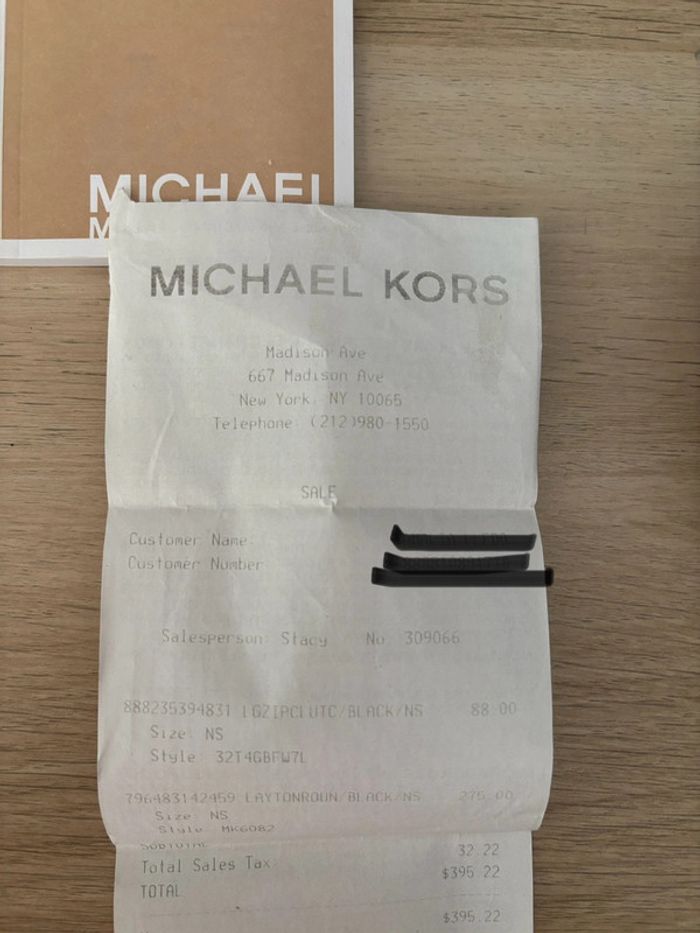 MICHAEL
MICHAEL KORS
Madison Ave
667 Madison Ave
New York, NY 10065
Telephone: (212)980-1550
SALE
Customer Name:
Customer Number
Salesperson: Stacy No. 309066
888235394831 LGZIPCLUTC/BLACK/NS 88.00
Size: NS
Style: 32T4GBFW7L
796483142459 LAYTONROUN/BLACK/NS 275.00
Size: NS
Style: MK6082
Subtotal
32.22
Total Sales Tax
$395.22
TOTAL
$395.22